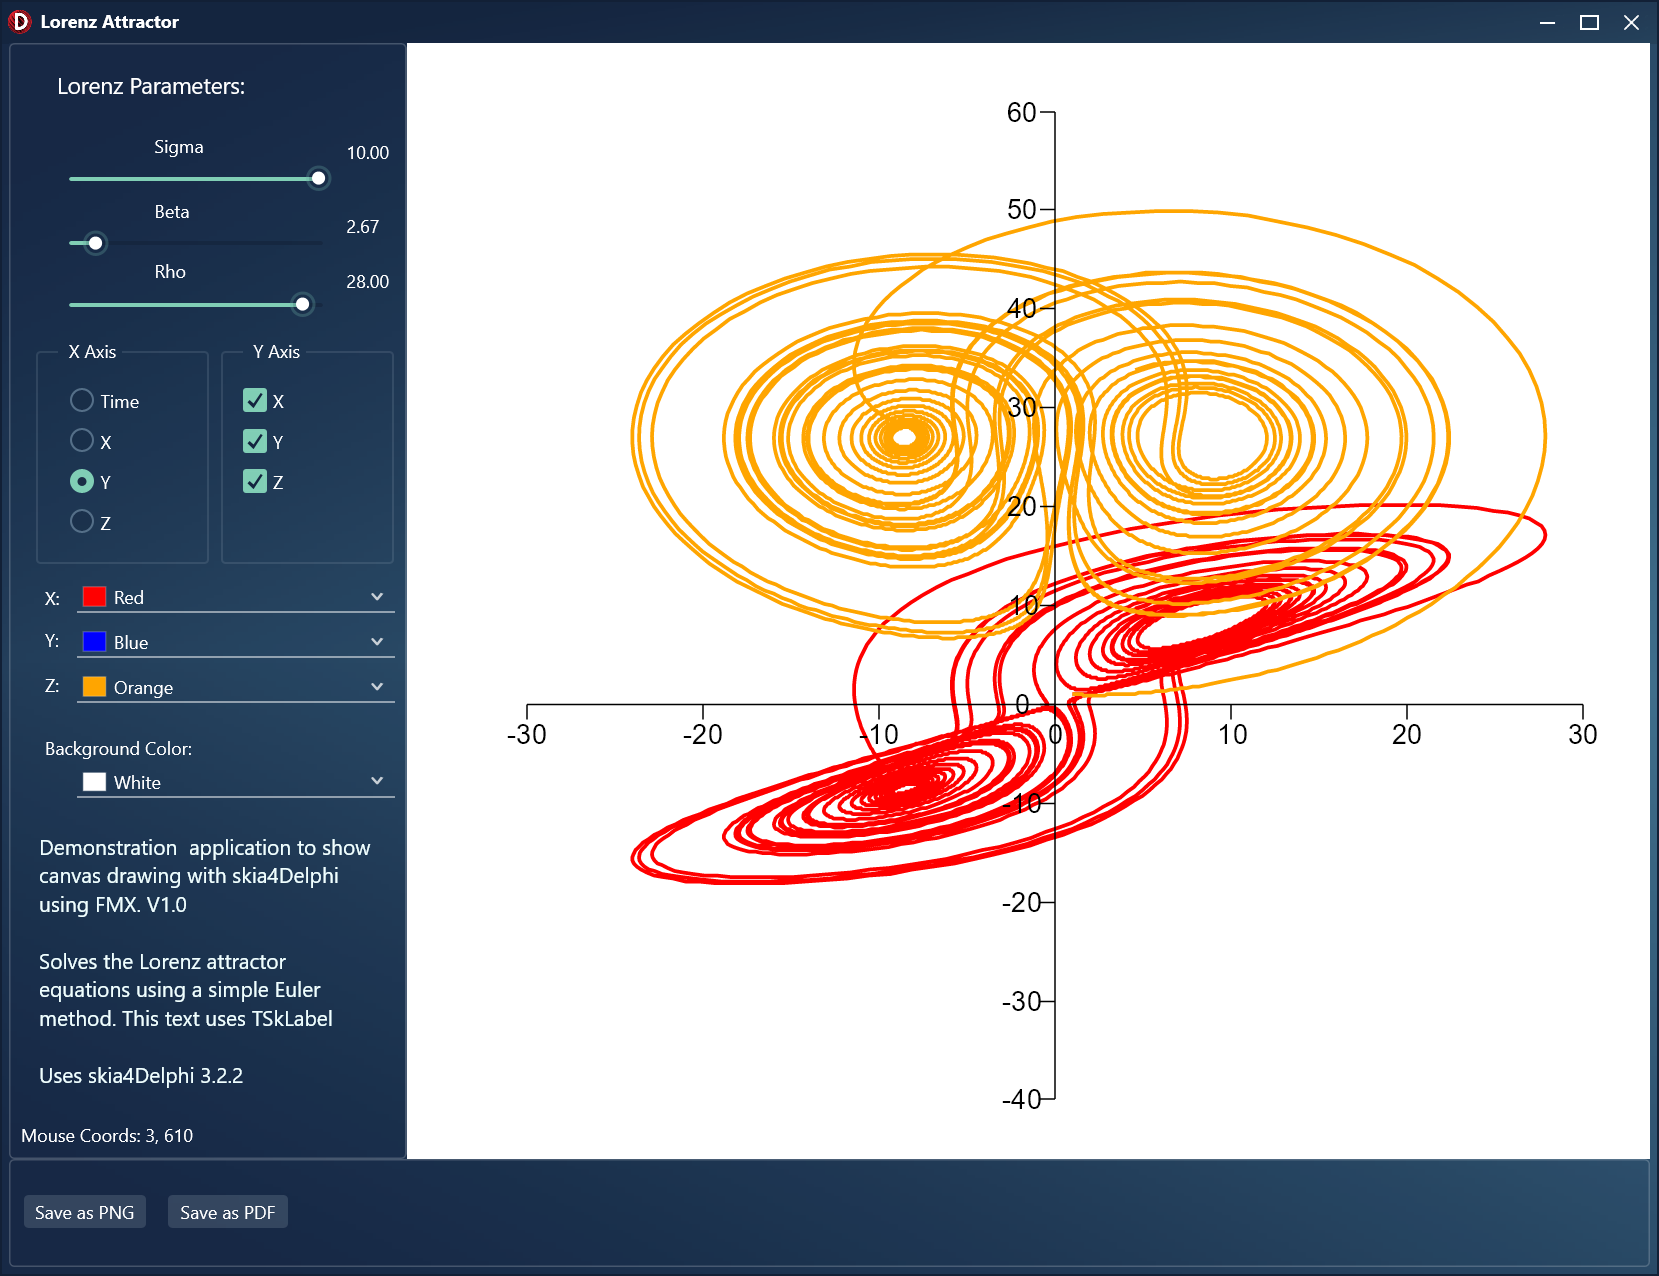 Lorenz Attractor
Lorenz Parameters:
Sigma
10.00
Beta
2.67
Rho
28.00
X Axis
Time
X
Y
Z
Y Axis
X
Y
Z
X: Red
Y: Blue
Z: Orange
Background Color:
White
Demonstration  application to show
canvas drawing with skia4Delphi
using FMX. V1.0
Solves the Lorenz attractor
equations using a simple Euler
method. This text uses TSkLabel
Uses skia4Delphi 3.2.2
Mouse Coords: 3, 610
60
50
40
30
20
10
0
-10
-20
-30
-40
-30 -20 -10 0 10 20 30
Save as PNG Save as PDF